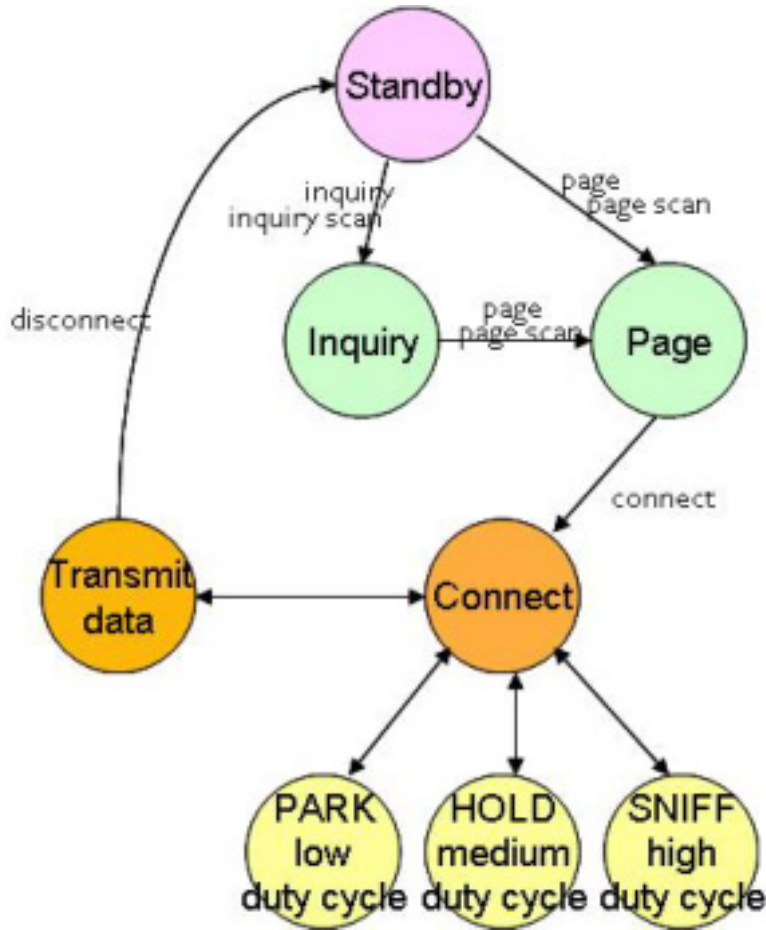 Standby
inquiry
inquiry scan
page
page scan
disconnect
Inquiry
page
page scan
Page
connect
Transmit
data
Connect
PARK
low
duty cycle
HOLD
medium
duty cycle
SNIFF
high
duty cycle